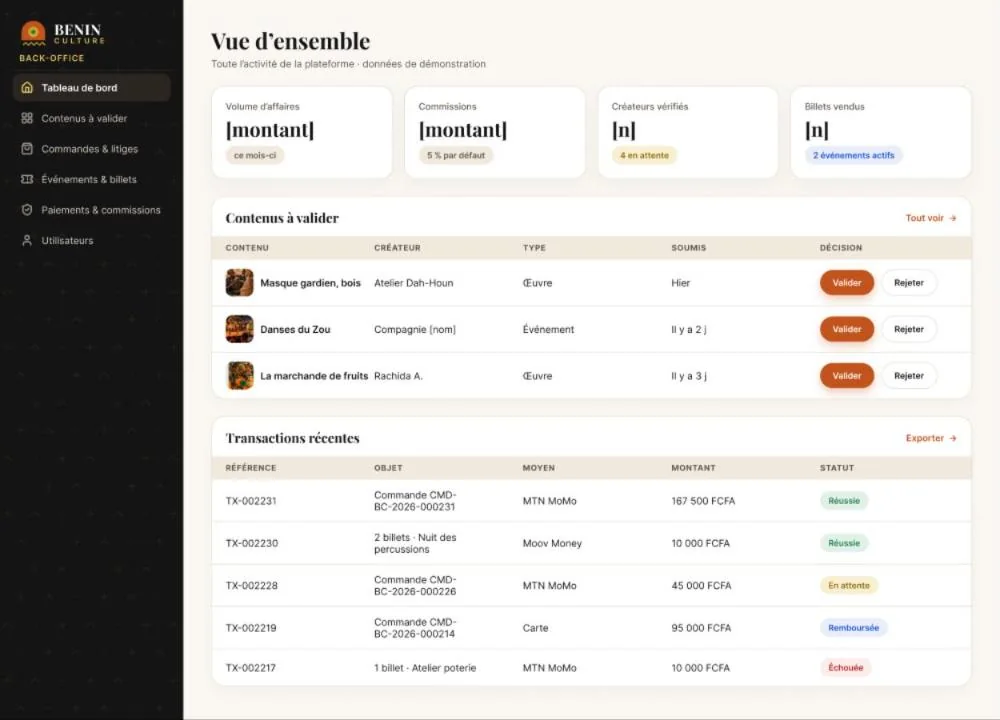 BENIN
CULTURE
BACK-OFFICE
Tableau de bord
Contenus à valider
Commandes & litiges
Événements & billets
Paiements & commissions
Utilisateurs
Vue d’ensemble
Toute l’activité de la plateforme · données de démonstration
Volume d’affaires
[montant]
ce mois-ci
Commissions
[montant]
5 % par défaut
Créateurs vérifiés
[n]
4 en attente
Billets vendus
[n]
2 événements actifs
Contenus à valider
Tout voir →
CONTENU CRÉATEUR TYPE SOUMIS DÉCISION
Masque gardien, bois Atelier Dah-Houn Œuvre Hier Valider Rejeter
Danses du Zou Compagnie [nom] Événement Il y a 2 j Valider Rejeter
La marchande de fruits Rachida A. Œuvre Il y a 3 j Valider Rejeter
Transactions récentes
Exporter →
RÉFÉRENCE OBJET MOYEN MONTANT STATUT
TX-002231 Commande CMD-
BC-2026-000231 MTN MoMo 167 500 FCFA Réussie
TX-002230 2 billets · Nuit des
percussions Moov Money 10 000 FCFA Réussie
TX-002228 Commande CMD-
BC-2026-000226 MTN MoMo 45 000 FCFA En attente
TX-002219 Commande CMD-
BC-2026-000214 Carte 95 000 FCFA Remboursée
TX-002217 1 billet · Atelier poterie MTN MoMo 10 000 FCFA Échouée